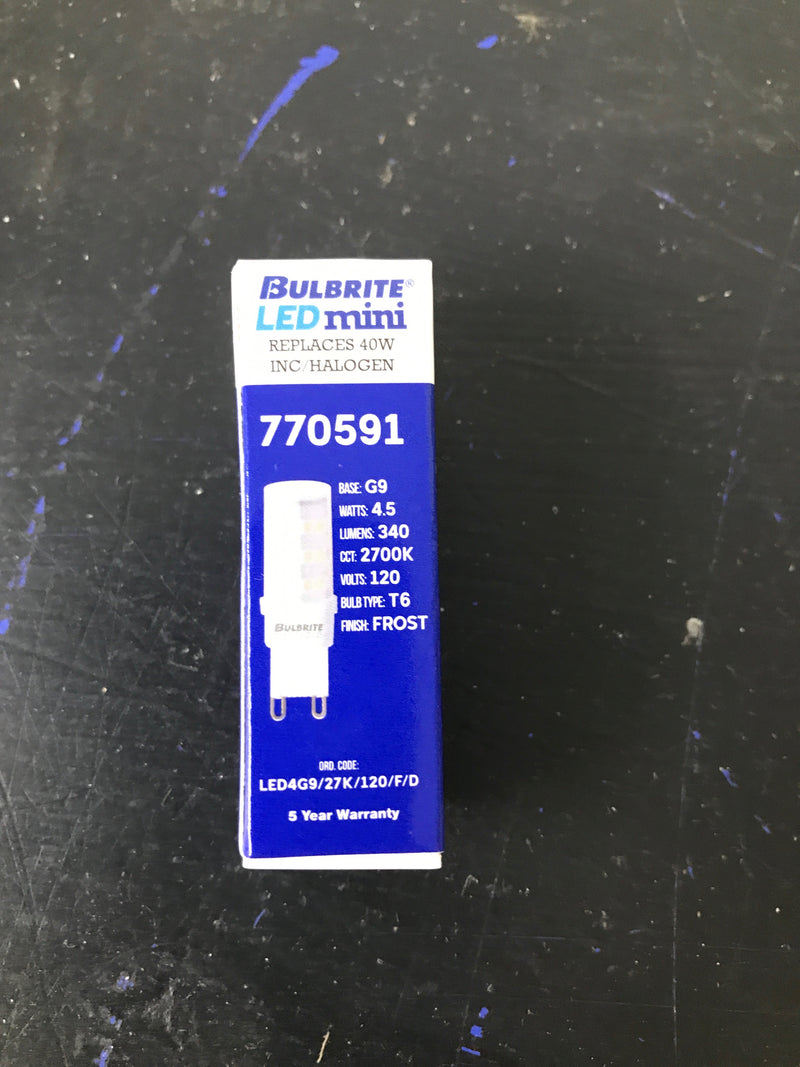 BULBRITE®
LED mini
REPLACES 40W
INC/HALOGEN
770591
BASE: G9
WATTS: 4.5
LUMENS: 340
CCT: 2700K
VOLTS: 120
BULB TYPE: T6
FINISH: FROST
BULBRITE
ORD. CODE:
LED4G9/27K/120/F/D
5 Year Warranty